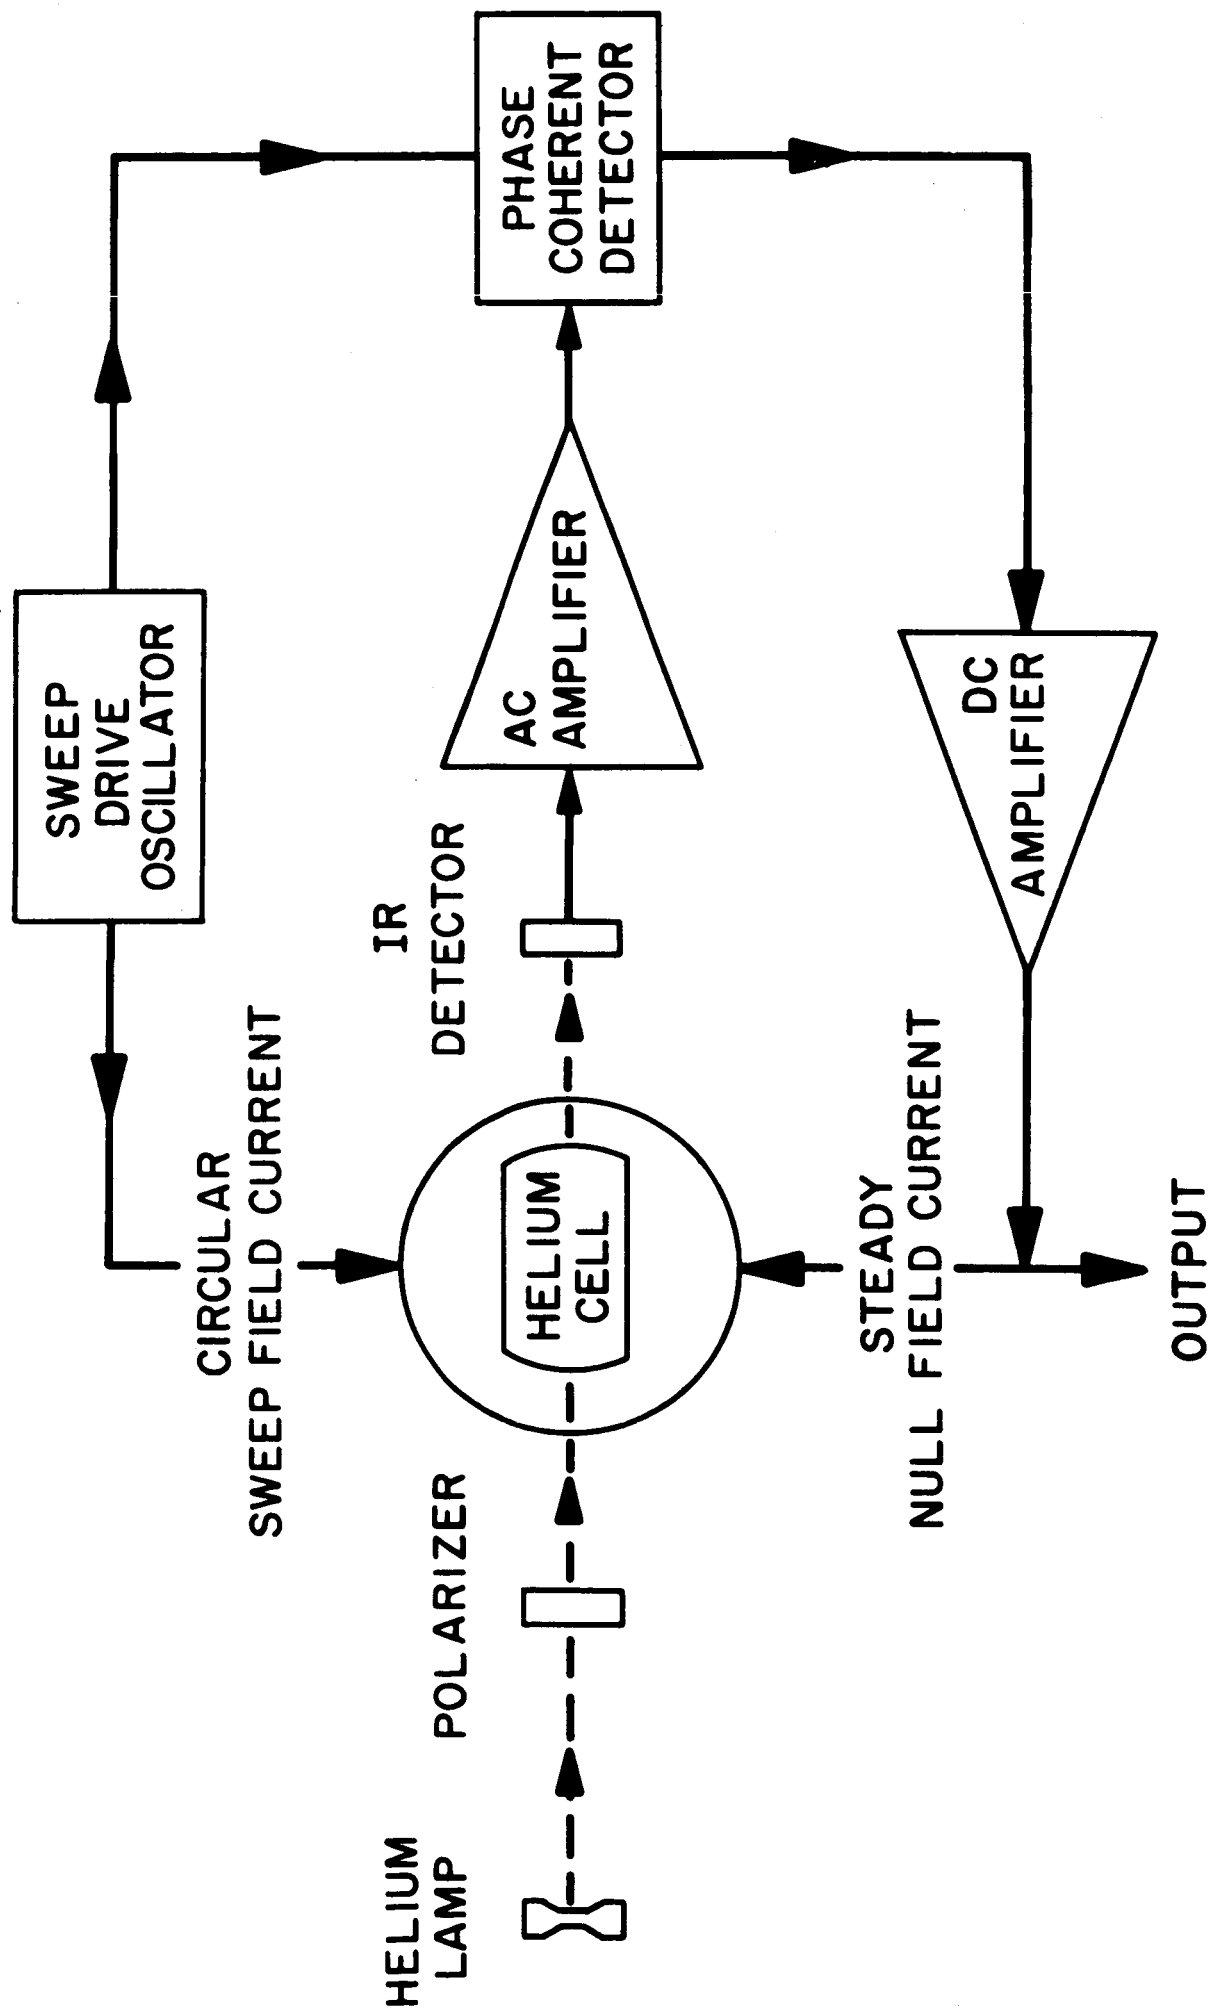 SWEEP
DRIVE
OSCILLATOR
CIRCULAR
SWEEP FIELD CURRENT
HELIUM
LAMP
POLARIZER
HELIUM
CELL
IR
DETECTOR
AC
AMPLIFIER
PHASE
COHERENT
DETECTOR
STEADY
NULL FIELD CURRENT
DC
AMPLIFIER
OUTPUT